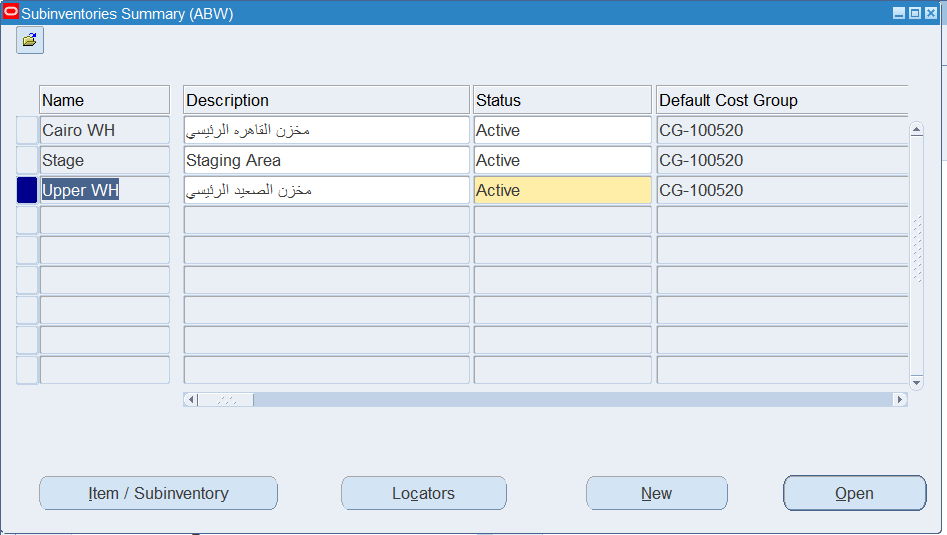 Subinventories Summary (ABW)
Name Description Status Default Cost Group
Cairo WH مخزن القاهره الرئيسي Active CG-100520
Stage Staging Area Active CG-100520
Upper WH مخزن الصعيد الرئيسي Active CG-100520
Item / Subinventory Locators New Open